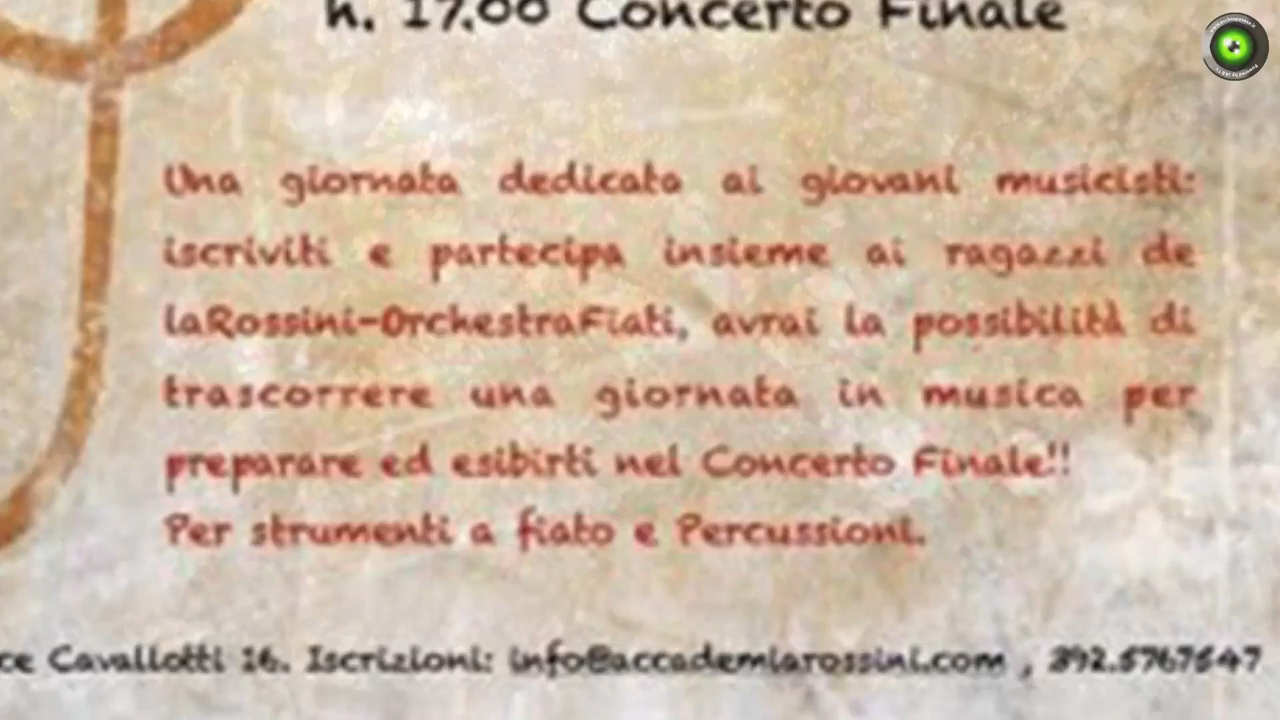 h. 17.00 Concerto Finale
Una giornata dedicata ai giovani musicisti:
iscriviti e partecipa insieme ai ragazzi de
laRossini-OrchestraFiati, avrai la possibilità di
trascorrere una giornata in musica per
preparare ed esibirti nel Concerto Finale!!
Per strumenti a fiato e Percussioni.
ce Cavallotti 16. Iscrizioni: info@accademiarossini.com , 392.5767547